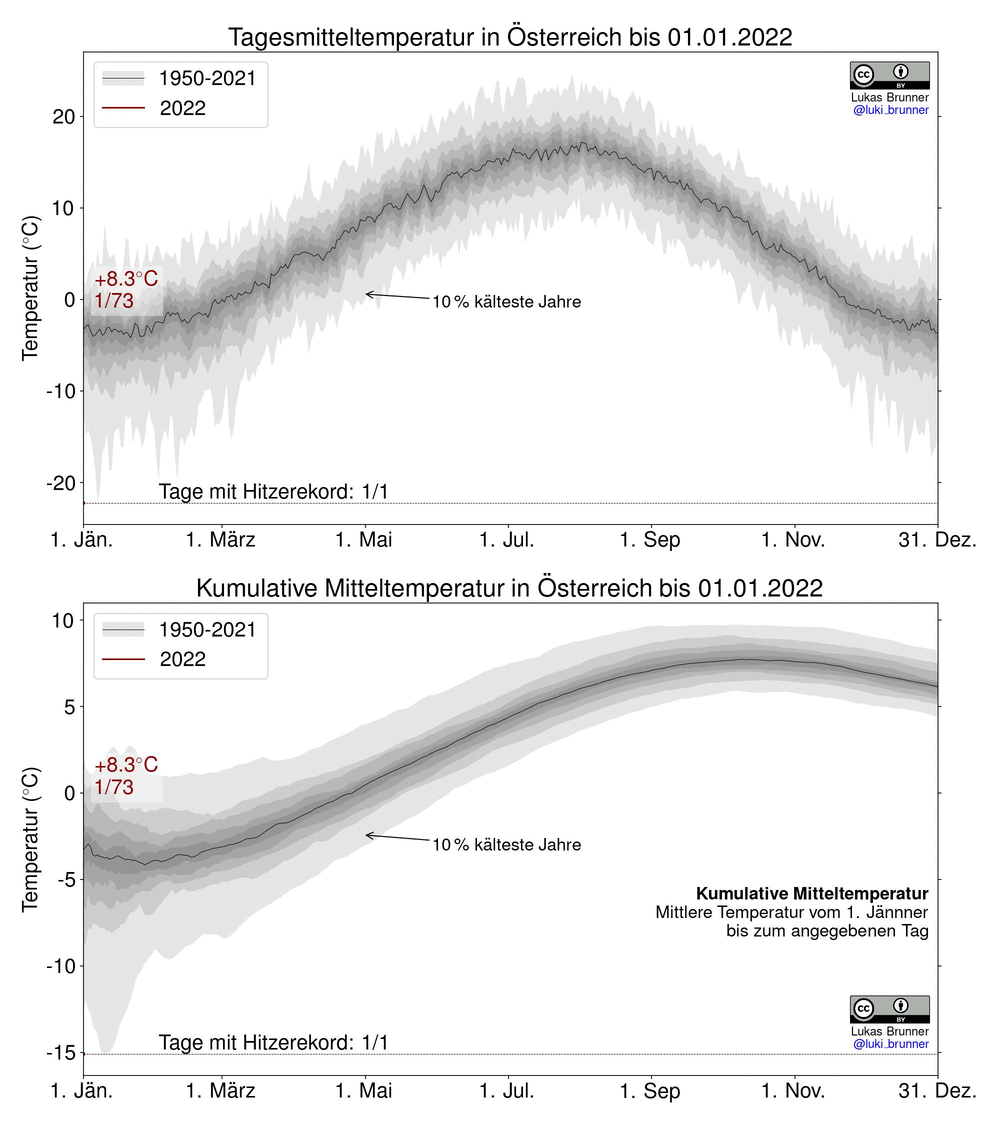 Tagesmitteltemperatur in Österreich bis 01.01.2022
1950-2021
2022
cc
BY
Lukas Brunner
@luki_brunner
Temperatur (°C)
20
10
0
-10
-20
+8.3°C
1/73
10 % kälteste Jahre
Tage mit Hitzerekord: 1/1
1. Jän.
1. März
1. Mai
1. Jul.
1. Sep
1. Nov.
31. Dez.
Kumulative Mitteltemperatur in Österreich bis 01.01.2022
1950-2021
2022
Temperatur (°C)
10
5
0
-5
-10
-15
+8.3°C
1/73
10 % kälteste Jahre
Kumulative Mitteltemperatur
Mittlere Temperatur vom 1. Jännner
bis zum angegebenen Tag
cc
BY
Lukas Brunner
@luki_brunner
Tage mit Hitzerekord: 1/1
1. Jän.
1. März
1. Mai
1. Jul.
1. Sep
1. Nov.
31. Dez.